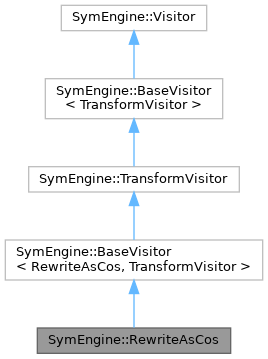 SymEngine::Visitor
SymEngine::BaseVisitor
< TransformVisitor >
SymEngine::TransformVisitor
SymEngine::BaseVisitor
< RewriteAsCos, TransformVisitor >
SymEngine::RewriteAsCos